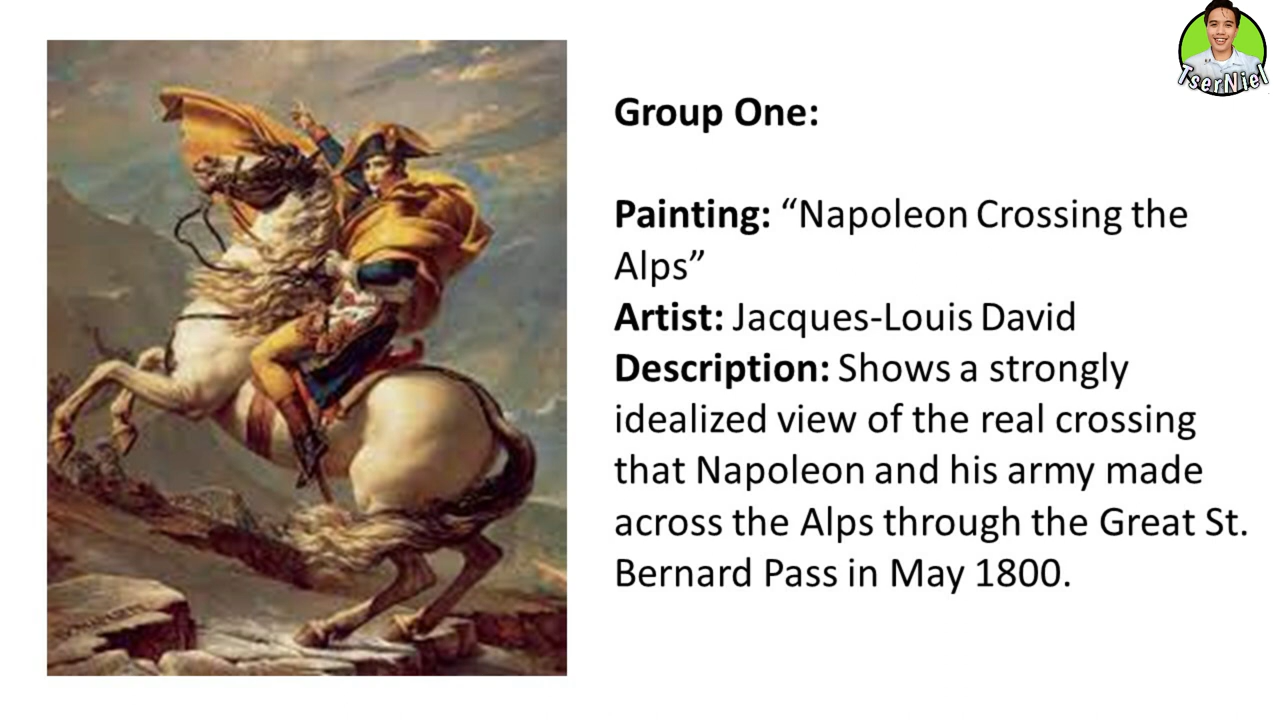 TserNiel
Group One:
Painting: “Napoleon Crossing the
Alps”
Artist: Jacques-Louis David
Description: Shows a strongly
idealized view of the real crossing
that Napoleon and his army made
across the Alps through the Great St.
Bernard Pass in May 1800.